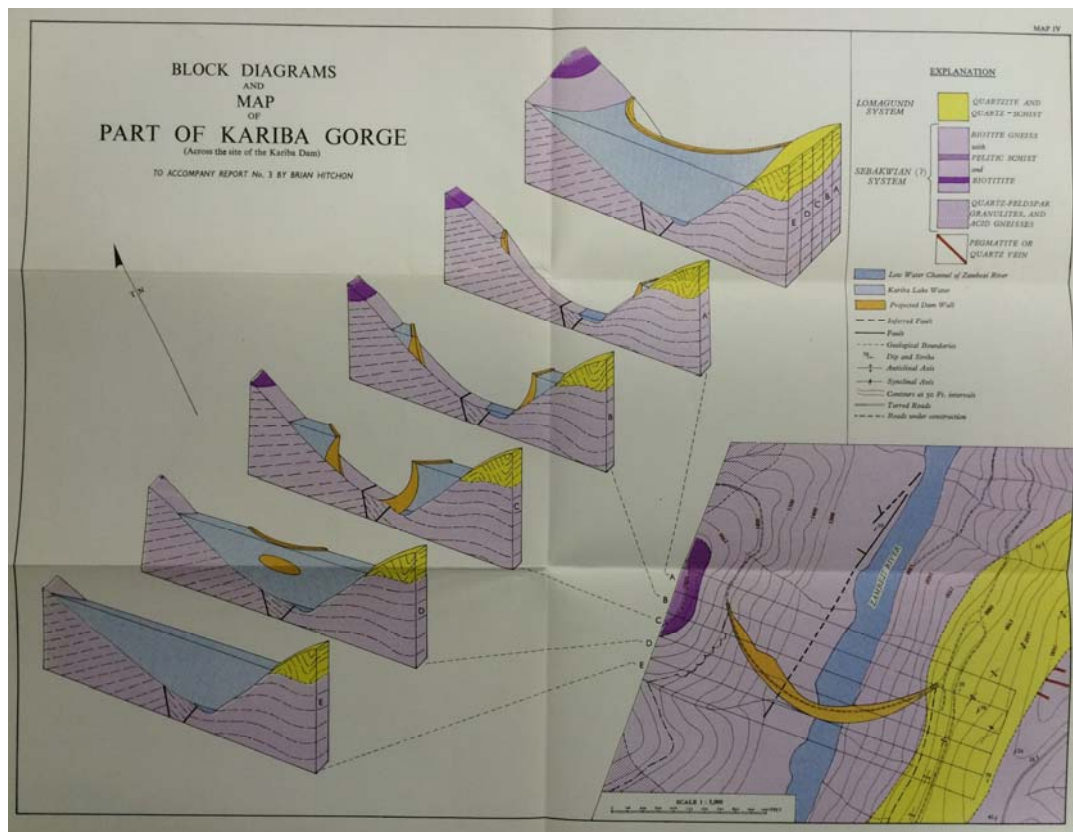 MAP IV
BLOCK DIAGRAMS
AND
MAP
OF
PART OF KARIBA GORGE
(Across the site of the Kariba Dam)
TO ACCOMPANY REPORT No. 3 BY BRIAN HITCHON
T N
EXPLANATION
LOMAGUNDI
SYSTEM
QUARTZITE AND
QUARTZ-SCHIST
SEBAKWIAN (?)
SYSTEM
BIOTITE GNEISS
with
PELITIC SCHIST
and
BIOTITITE
QUARTZ-FELDSPAR
GRANULITES, AND
ACID GNEISSES
PEGMATITE OR
QUARTZ VEIN
Low Water Channel of Zambezi River
Kariba Lake Water
Projected Dam Wall
Inferred Fault
Fault
Geological Boundaries
Dip and Strike
Anticlinal Axis
Synclinal Axis
Contours at 50 Ft. intervals
Tarred Roads
Roads under construction
E D C B A
A
B
C
D
E
A
B
C
D
E
ZAMBEZI RIVER
SCALE 1 : 5,000